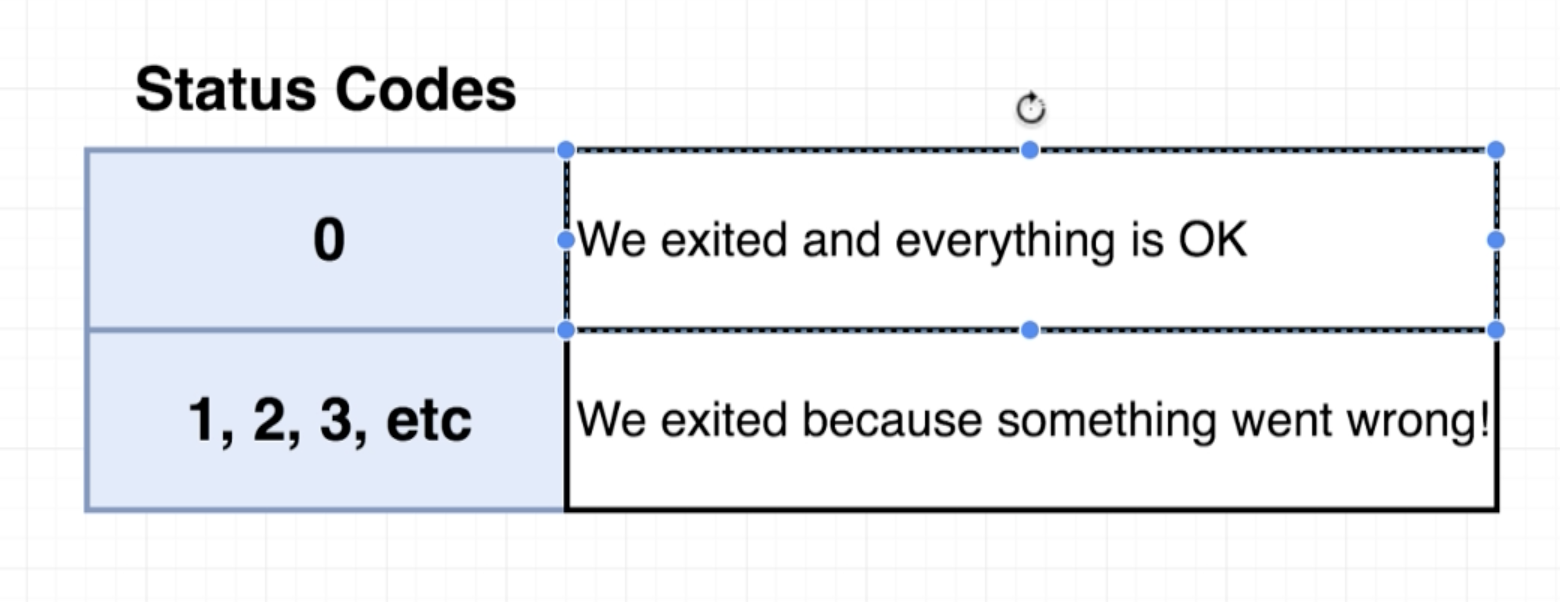 Status Codes
0
We exited and everything is OK
1, 2, 3, etc
We exited because something went wrong!